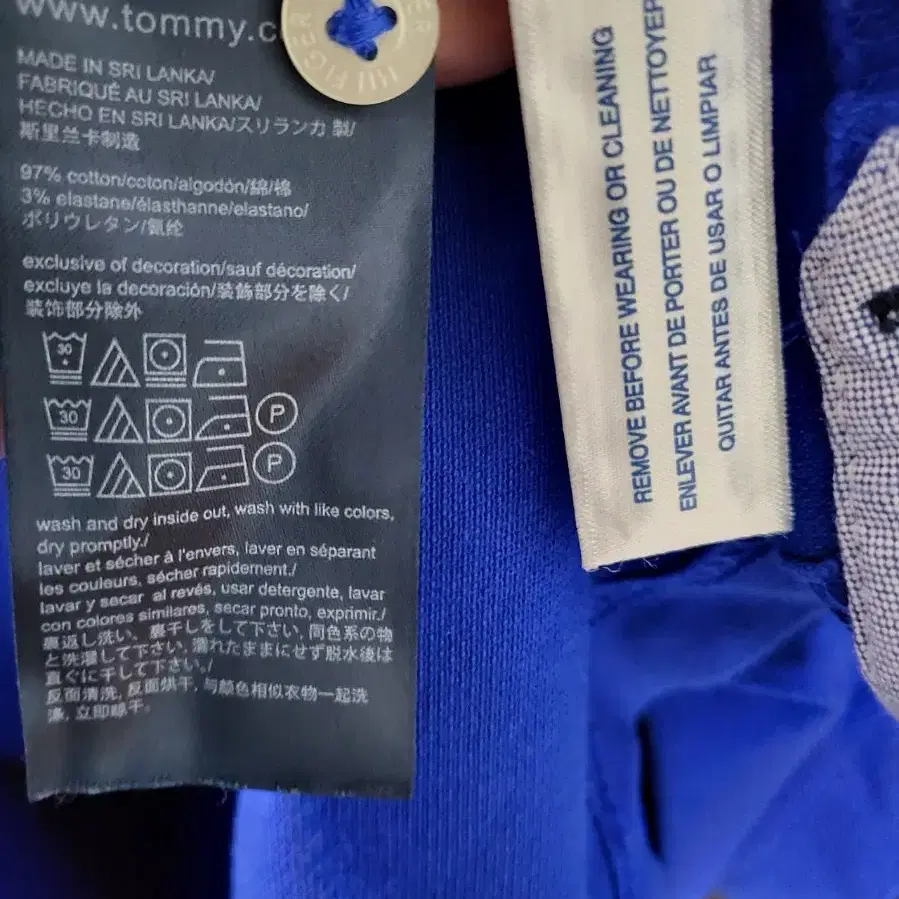 www.tommy.c
HILFIGER
MADE IN SRI LANKA/
FABRIQUÉ AU SRI LANKA/
HECHO EN SRI LANKA/スリランカ 製/
斯里兰卡制造
97% cotton/coton/algodón/綿/棉
3% elastane/élasthanne/elastano/
ポリウレタン/氨纶
exclusive of decoration/sauf décoration/
excluye la decoración/装飾部分を除く/
装饰部分除外
30
30 P
30 P
wash and dry inside out, wash with like colors,
dry promptly./
laver et sécher à l'envers, laver en séparant
les couleurs, sécher rapidement./
lavar y secar al revés, usar detergente, lavar
con colores similares, secar pronto, exprimir./
裏返し洗い、裏干しをして下さい, 同色系の物
と洗濯して下さい, 濡れたままにせず脱水後は
直ぐに干して下さい。/
反面清洗, 反面烘干, 与颜色相似衣物一起洗
涤, 立即晾干。
REMOVE BEFORE WEARING OR CLEANING
ENLEVER AVANT DE PORTER OU DE NETTOYER
QUITAR ANTES DE USAR O LIMPIAR